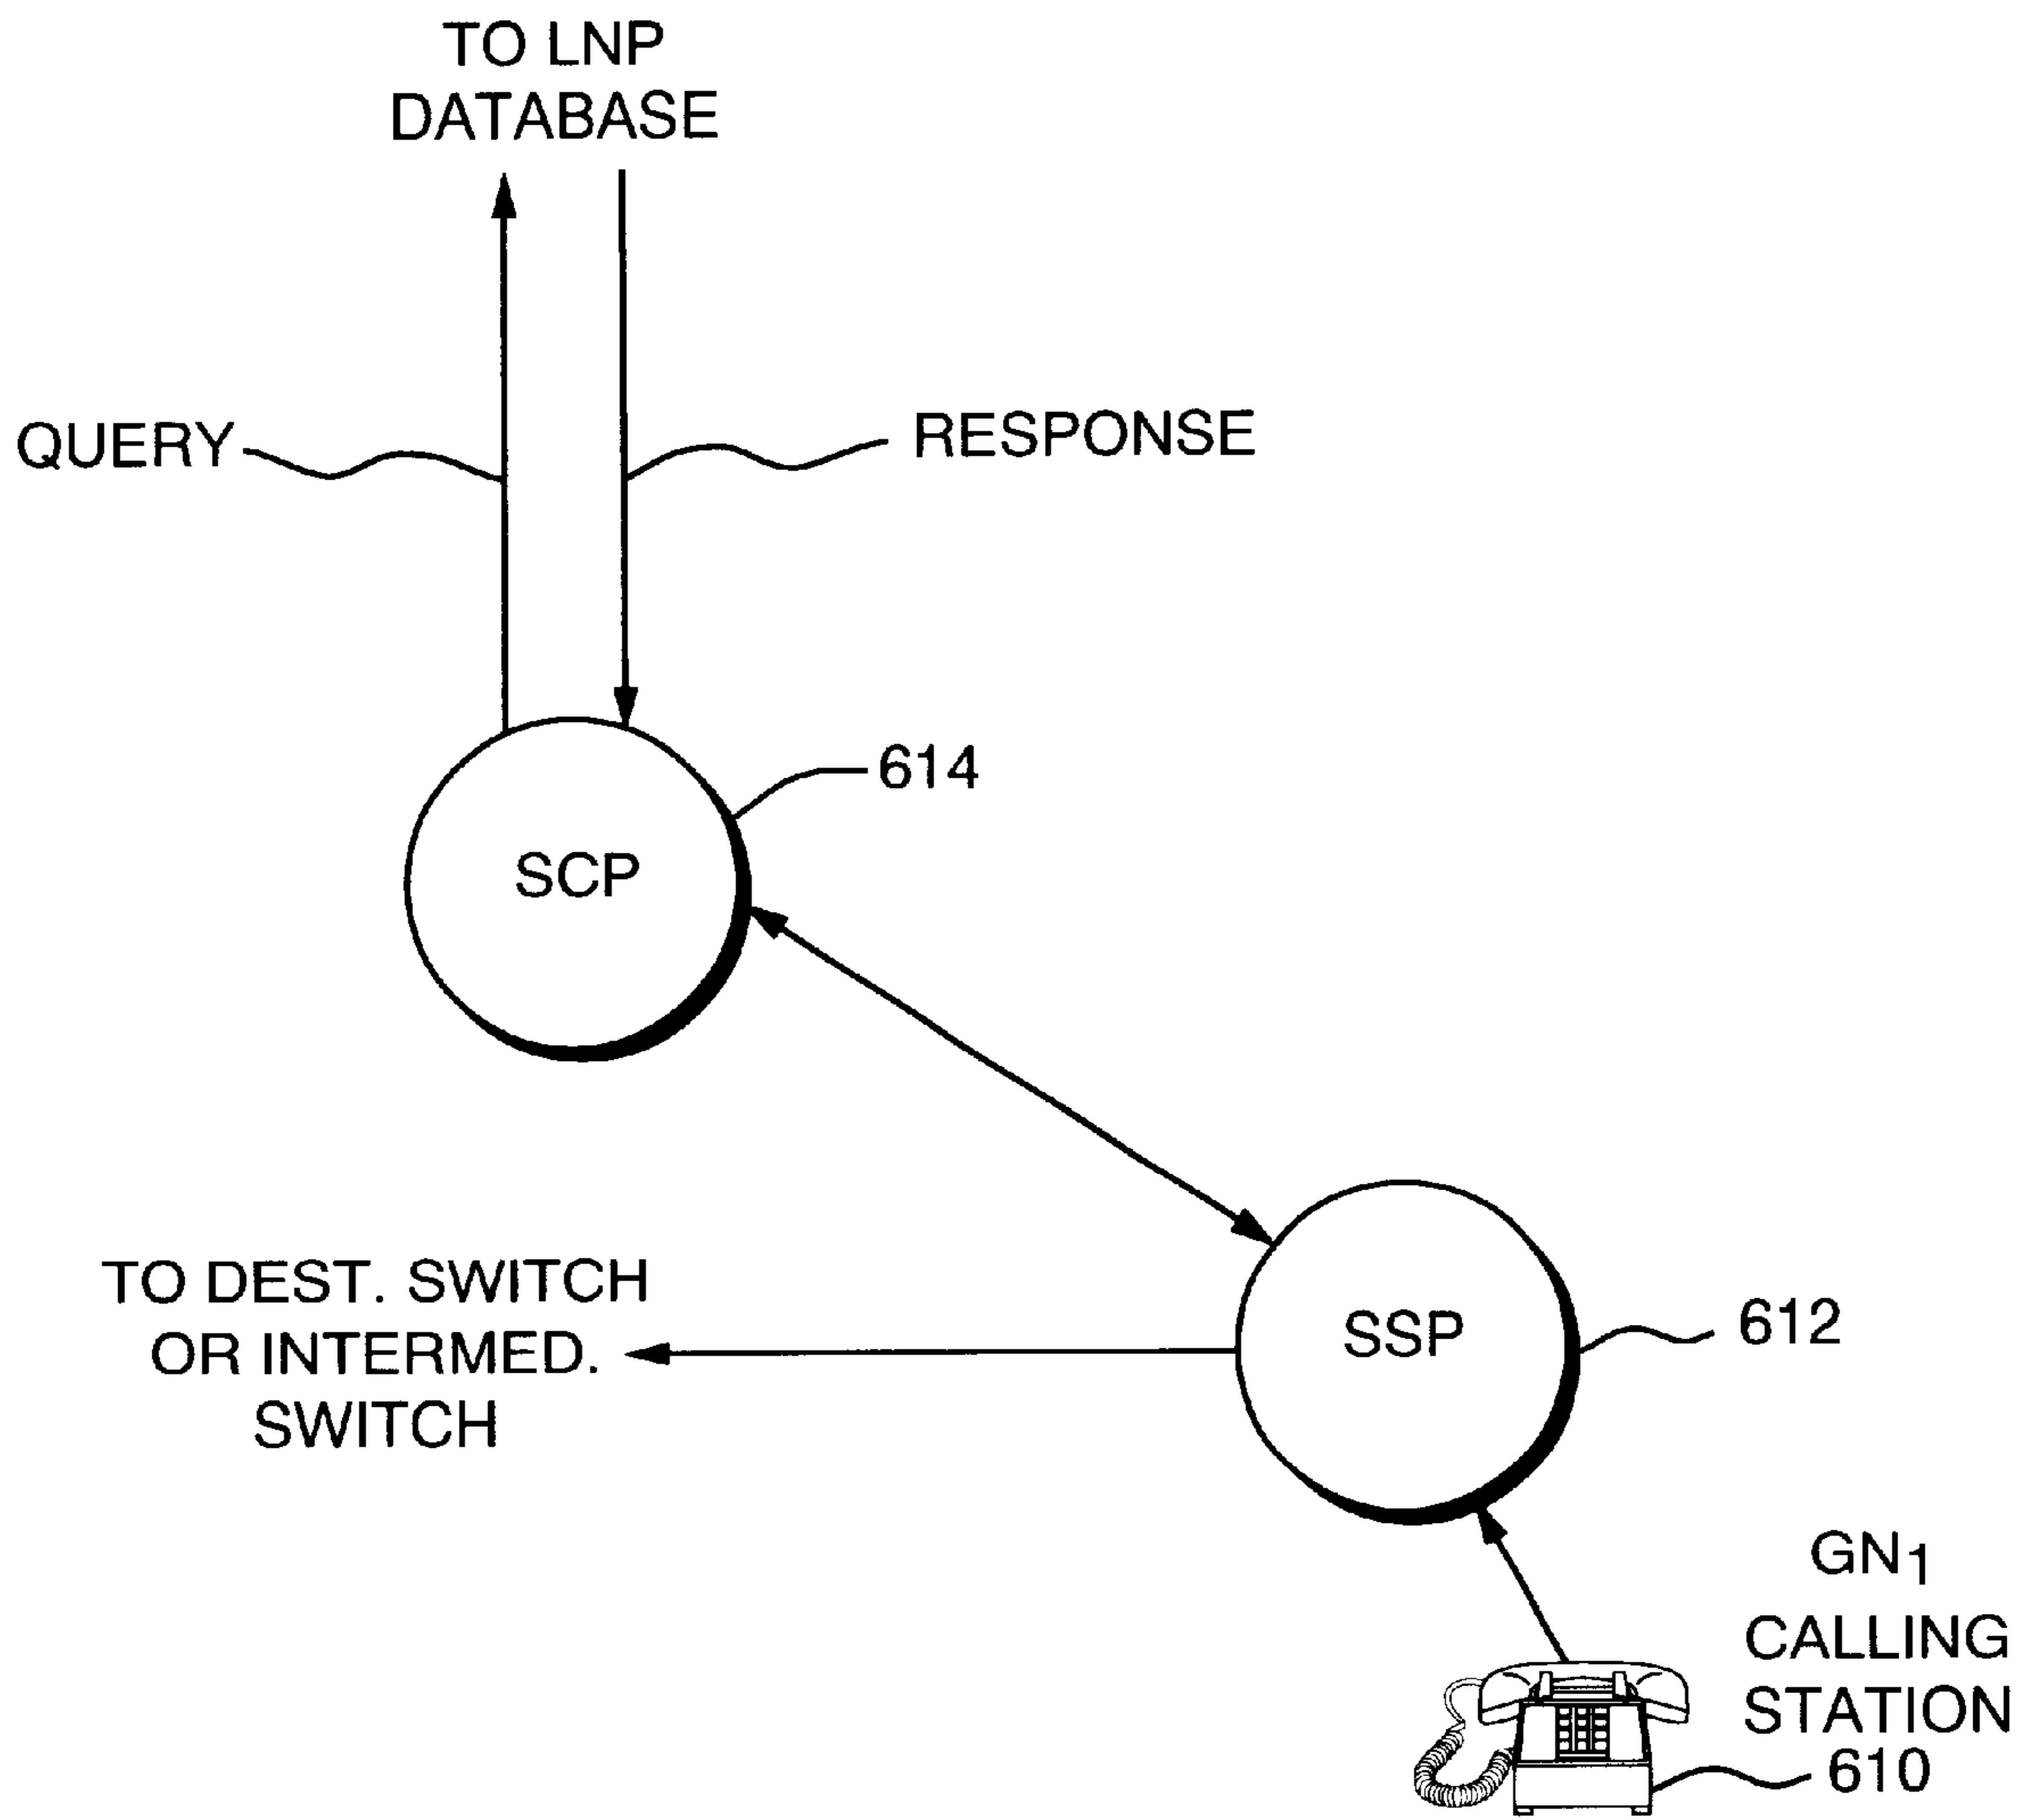 TO LNP
DATABASE
QUERY
RESPONSE
614
SCP
TO DEST. SWITCH
OR INTERMED.
SWITCH
SSP
612
GN1
CALLING
STATION
610